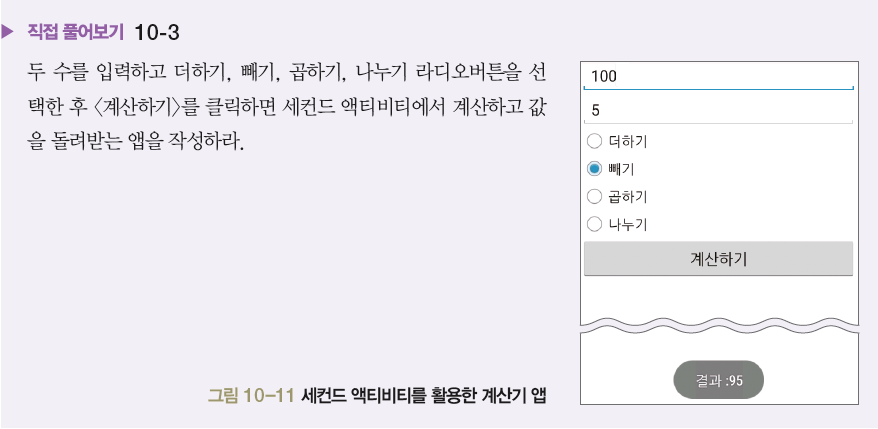 ▶ 직접 풀어보기 10-3
두 수를 입력하고 더하기, 빼기, 곱하기, 나누기 라디오버튼을 선
택한 후 〈계산하기〉를 클릭하면 세컨드 액티비티에서 계산하고 값
을 돌려받는 앱을 작성하라.
100
5
더하기
빼기
곱하기
나누기
계산하기
결과 :95
그림 10-11 세컨드 액티비티를 활용한 계산기 앱